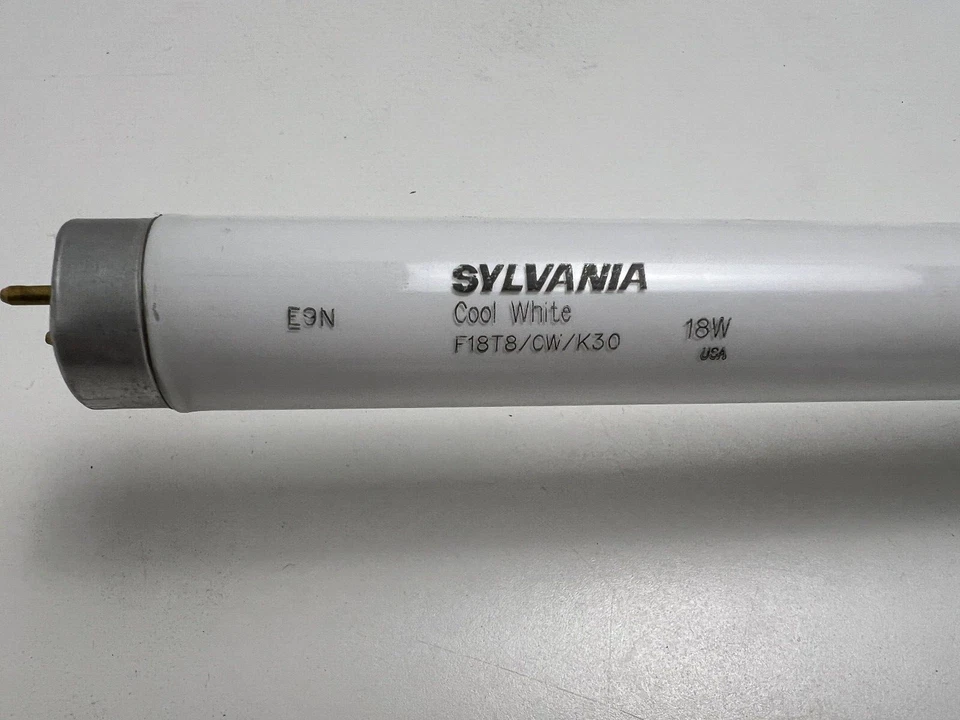 SYLVANIA
E9N
Cool White
F18T8/CW/K30
18W
USA